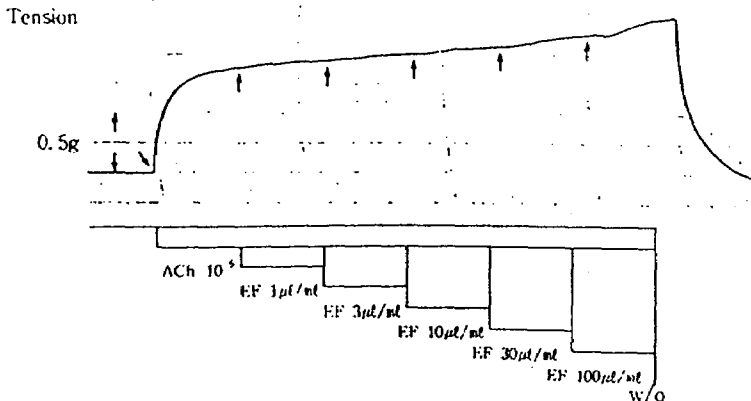 Tension
0.5g
ACh 10⁻⁵
EF 1μl/ml
EF 3μl/ml
EF 10μl/ml
EF 30μl/ml
EF 100μl/ml
W/O